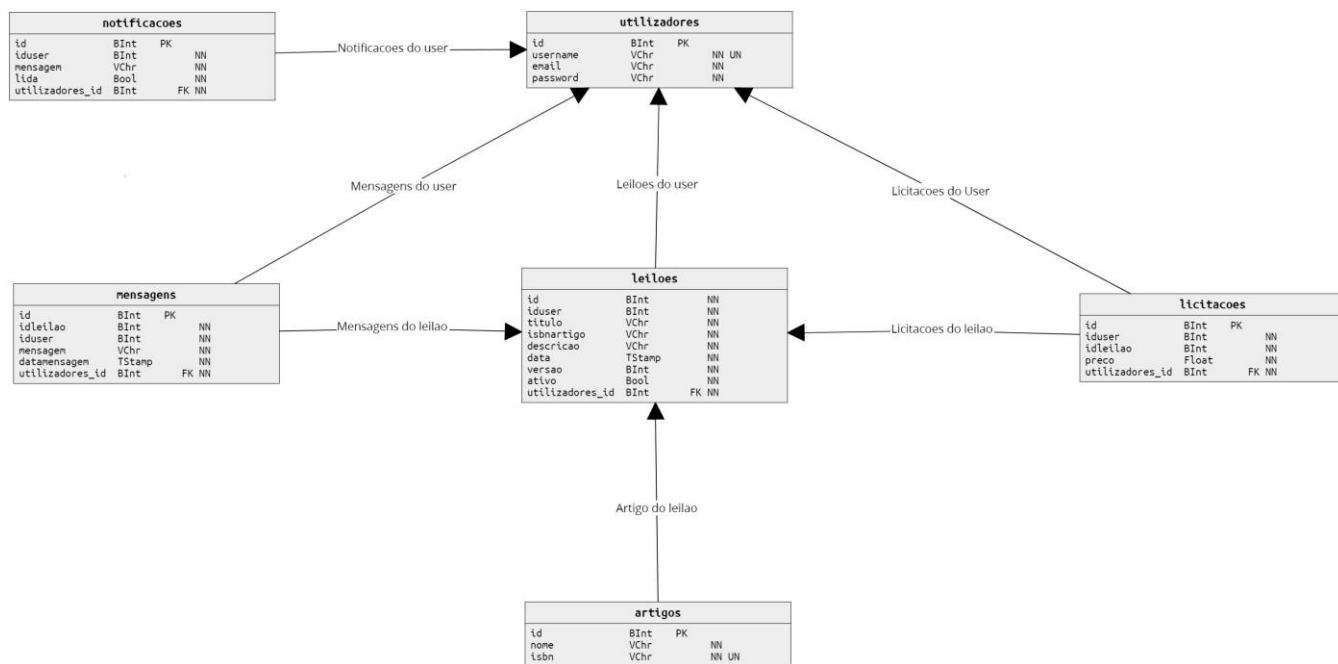 notificacoes
id BInt PK
iduser BInt NN
mensagem VChr NN
lida Bool NN
utilizadores_id BInt FK NN
Notificacoes do user
utilizadores
id BInt PK
username VChr NN UN
email VChr NN
password VChr NN
Mensagens do user
Leiloes do user
Licitacoes do User
mensagens
id BInt PK
idleilao BInt NN
iduser BInt NN
mensagem VChr NN
datamensagem TStamp NN
utilizadores_id BInt FK NN
Mensagens do leilao
leiloes
id BInt NN
iduser BInt NN
titulo VChr NN
isbnartigo VChr NN
descricao VChr NN
data TStamp NN
versao BInt NN
ativo Bool NN
utilizadores_id BInt FK NN
Licitacoes do leilao
licitacoes
id BInt PK
iduser BInt NN
idleilao BInt NN
preco Float NN
utilizadores_id BInt FK NN
Artigo do leilao
artigos
id BInt PK
nome VChr NN
isbn VChr NN UN